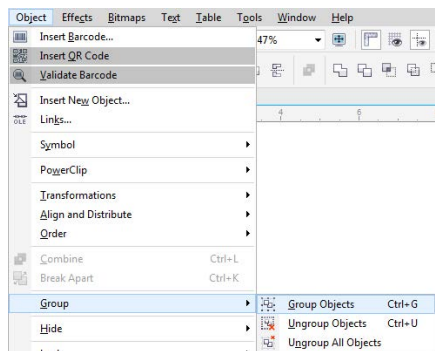 Object Effects Bitmaps Text Table Tools Window Help
Insert Barcode...
47%
Insert QR Code
Validate Barcode
Insert New Object...
OLE Links...
4 6
Symbol
PowerClip
Transformations
Align and Distribute
Order
Combine Ctrl+L
Break Apart Ctrl+K
Group
Group Objects Ctrl+G
Hide
Ungroup Objects Ctrl+U
Ungroup All Objects